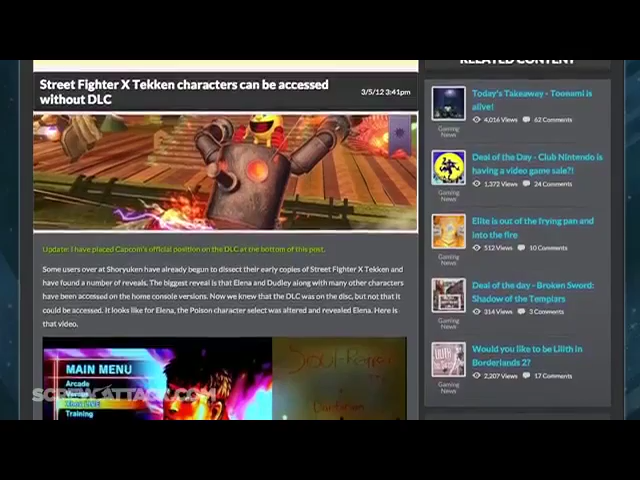 RELATED CONTENT
Street Fighter X Tekken characters can be accessed
without DLC
3/5/12 3:41pm
Update: I have placed Capcom's official position on the DLC at the bottom of this post.
Some users over at Shoryuken have already begun to dissect their early copies of Street Fighter X Tekken and
have found a number of reveals. The biggest reveal is that Elena and Dudley along with many other characters
have been accessed on the home console versions. Now we knew that the DLC was on the disc, but not that it
could be accessed. It looks like for Elena, the Poison character select was altered and revealed Elena. Here is
that video.
MAIN MENU
Arcade
Training
SCREWATTACK.COM
Today's Takeaway - Toonami is
alive!
4,016 Views 62 Comments
Gaming
News
Deal of the Day - Club Nintendo is
having a video game sale?!
1,372 Views 24 Comments
Gaming
News
Elite is out of the frying pan and
into the fire
512 Views 10 Comments
Gaming
News
Deal of the day - Broken Sword:
Shadow of the Templars
314 Views 3 Comments
Gaming
News
Would you like to be Lilith in
Borderlands 2?
2,207 Views 17 Comments
Gaming
News